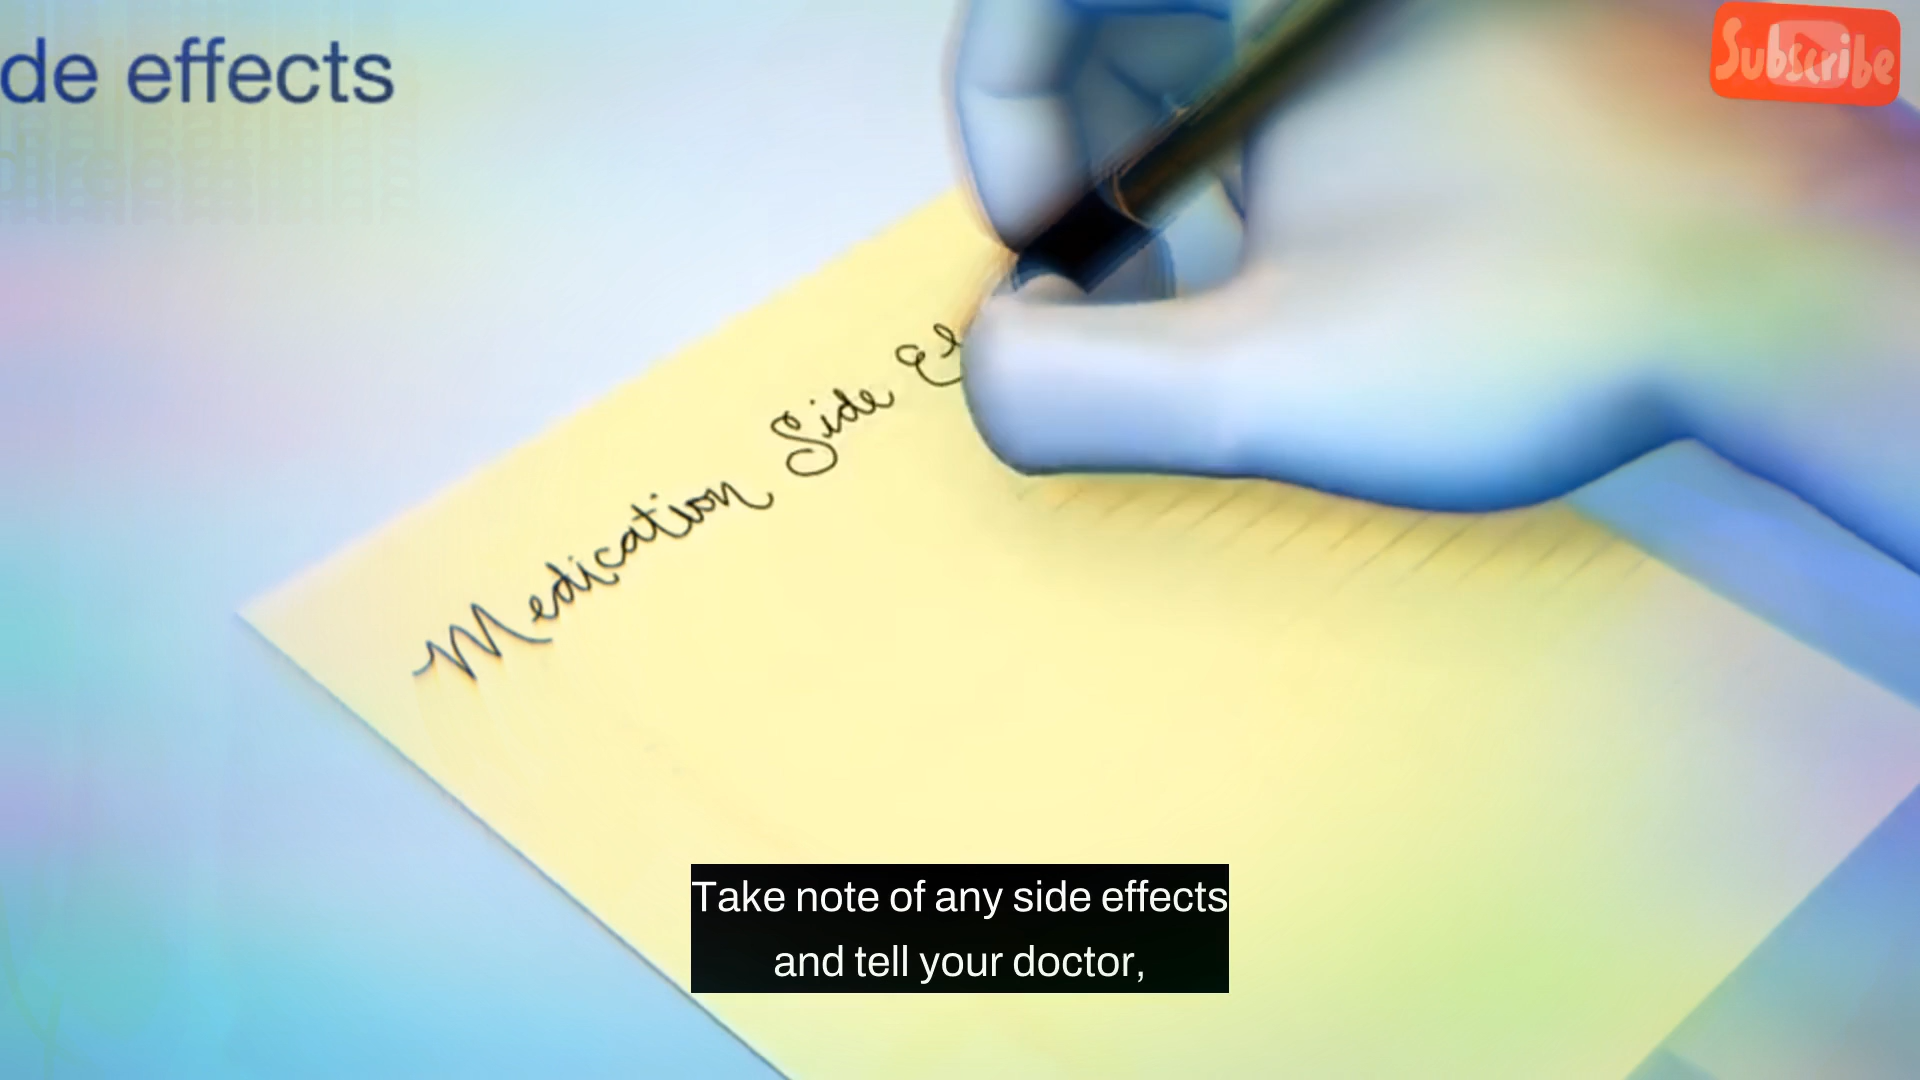 de effects
Subscribe
Medication Side E
Take note of any side effects
and tell your doctor,